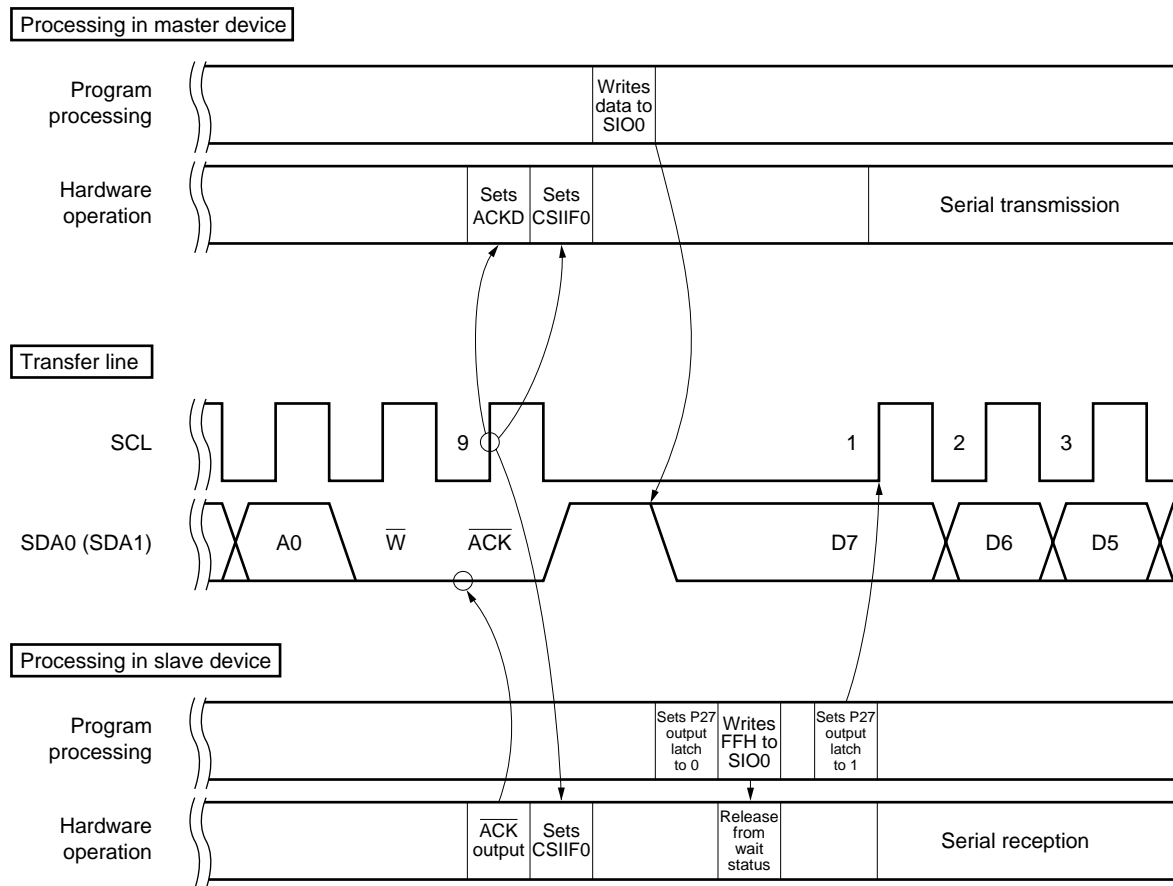 Processing in master device
Program
processing
Writes
data to
SIO0
Hardware
operation
Sets
ACKD
Sets
CSIIF0
Serial transmission
Transfer line
SCL
9
1
2
3
SDA0 (SDA1)
A0
W̅
A̅C̅K̅
D7
D6
D5
Processing in slave device
Program
processing
Sets P27
output
latch
to 0
Writes
FFH to
SIO0
Sets P27
output
latch
to 1
Hardware
operation
A̅C̅K̅
output
Sets
CSIIF0
Release
from
wait
status
Serial reception